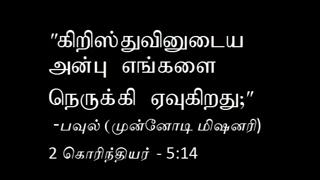 "கிறிஸ்துவினுடைய
அன்பு எங்களை
நெருக்கி ஏவுகிறது;"
-பவுல் (முன்னோடி மிஷனரி)
2 கொரிந்தியர் - 5:14